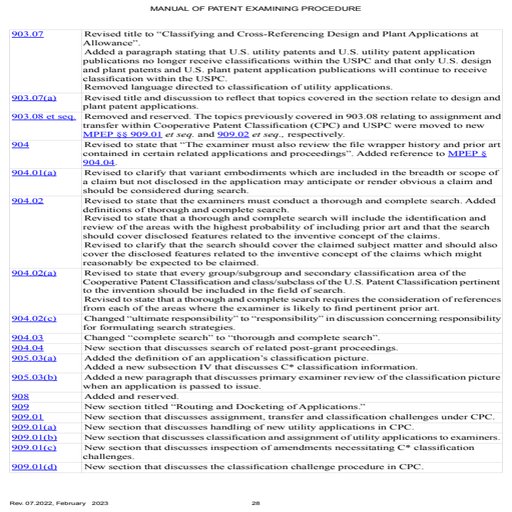 MANUAL OF PATENT EXAMINING PROCEDURE
903.07 Revised title to “Classifying and Cross-Referencing Design and Plant Applications at
Allowance”.
Added a paragraph stating that U.S. utility patents and U.S. utility patent application
publications no longer receive classifications within the USPC and that only U.S. design
and plant patents and U.S. plant patent application publications will continue to receive
classification within the USPC.
Removed language directed to classification of utility applications.
903.07(a) Revised title and discussion to reflect that topics covered in the section relate to design and
plant patent applications.
903.08 et seq. Removed and reserved. The topics previously covered in 903.08 relating to assignment and
transfer within Cooperative Patent Classification (CPC) and USPC were moved to new
MPEP §§ 909.01 et seq. and 909.02 et seq., respectively.
904 Revised to state that “The examiner must also review the file wrapper history and prior art
contained in certain related applications and proceedings”. Added reference to MPEP §
904.04.
904.01(a) Revised to clarify that variant embodiments which are included in the breadth or scope of
a claim but not disclosed in the application may anticipate or render obvious a claim and
should be considered during search.
904.02 Revised to state that the examiners must conduct a thorough and complete search. Added
definitions of thorough and complete search.
Revised to state that a thorough and complete search will include the identification and
review of the areas with the highest probability of including prior art and that the search
should cover disclosed features related to the inventive concept of the claims.
Revised to clarify that the search should cover the claimed subject matter and should also
cover the disclosed features related to the inventive concept of the claims which might
reasonably be expected to be claimed.
904.02(a) Revised to state that every group/subgroup and secondary classification area of the
Cooperative Patent Classification and class/subclass of the U.S. Patent Classification pertinent
to the invention should be included in the field of search.
Revised to state that a thorough and complete search requires the consideration of references
from each of the areas where the examiner is likely to find pertinent prior art.
904.02(c) Changed “ultimate responsibility” to “responsibility” in discussion concerning responsibility
for formulating search strategies.
904.03 Changed “complete search” to “thorough and complete search”.
904.04 New section that discusses search of related post-grant proceedings.
905.03(a) Added the definition of an application’s classification picture.
Added a new subsection IV that discusses C* classification information.
905.03(b) Added a new paragraph that discusses primary examiner review of the classification picture
when an application is passed to issue.
908 Added and reserved.
909 New section titled “Routing and Docketing of Applications.”
909.01 New section that discusses assignment, transfer and classification challenges under CPC.
909.01(a) New section that discusses handling of new utility applications in CPC.
909.01(b) New section that discusses classification and assignment of utility applications to examiners.
909.01(c) New section that discusses inspection of amendments necessitating C* classification
challenges.
909.01(d) New section that discusses the classification challenge procedure in CPC.
Rev. 07.2022, February 2023 28